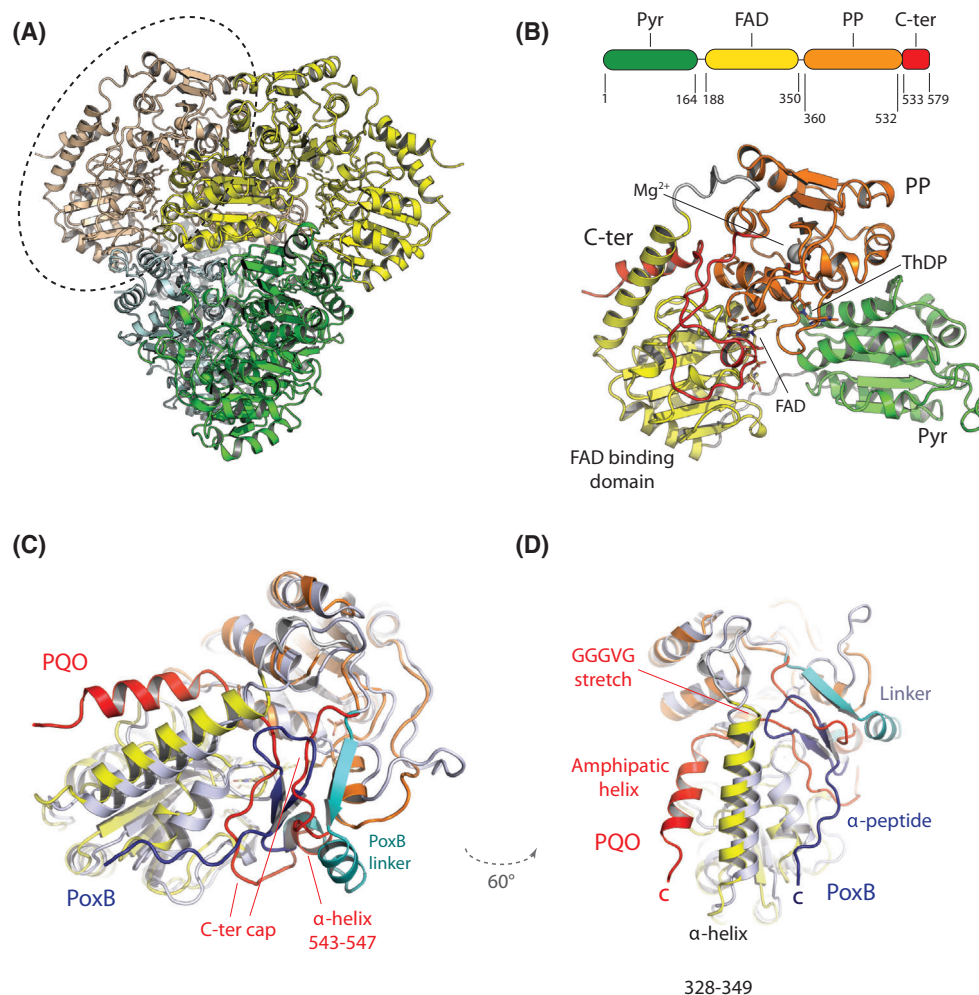 (A)
(B)
Pyr
FAD
PP
C-ter
1
164
188
350
360
532
533
579
Mg2+
PP
C-ter
ThDP
FAD
Pyr
FAD binding
domain
(C)
PQO
PoxB
PoxB
linker
C-ter cap
α-helix
543-547
60°
(D)
GGGVG
stretch
Linker
Amphipatic
helix
PQO
α-peptide
C
C
PoxB
α-helix
328-349